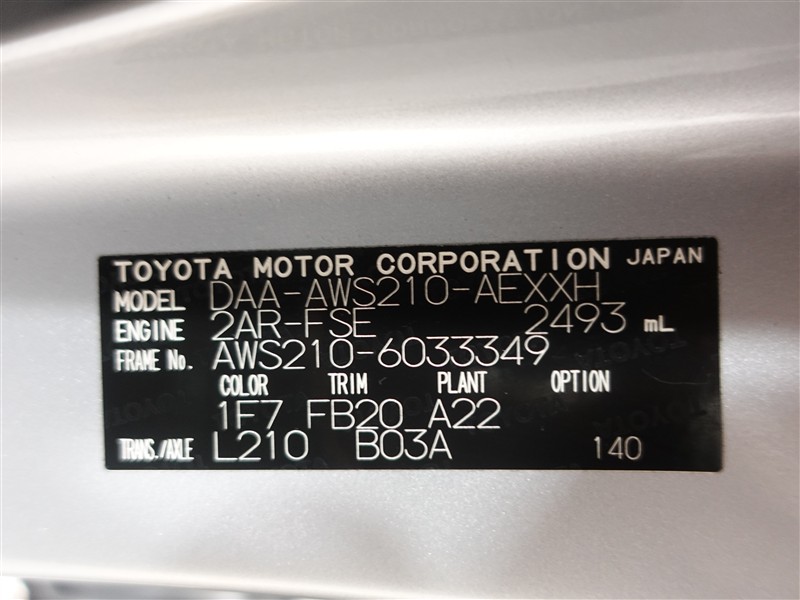 TOYOTA MOTOR CORPORATION JAPAN
MODEL DAA-AWS210-AEXXH
ENGINE 2AR-FSE 2493 mL
FRAME No. AWS210-6033349
COLOR TRIM PLANT OPTION
1F7 FB20 A22
TRANS./AXLE L210 B03A 140